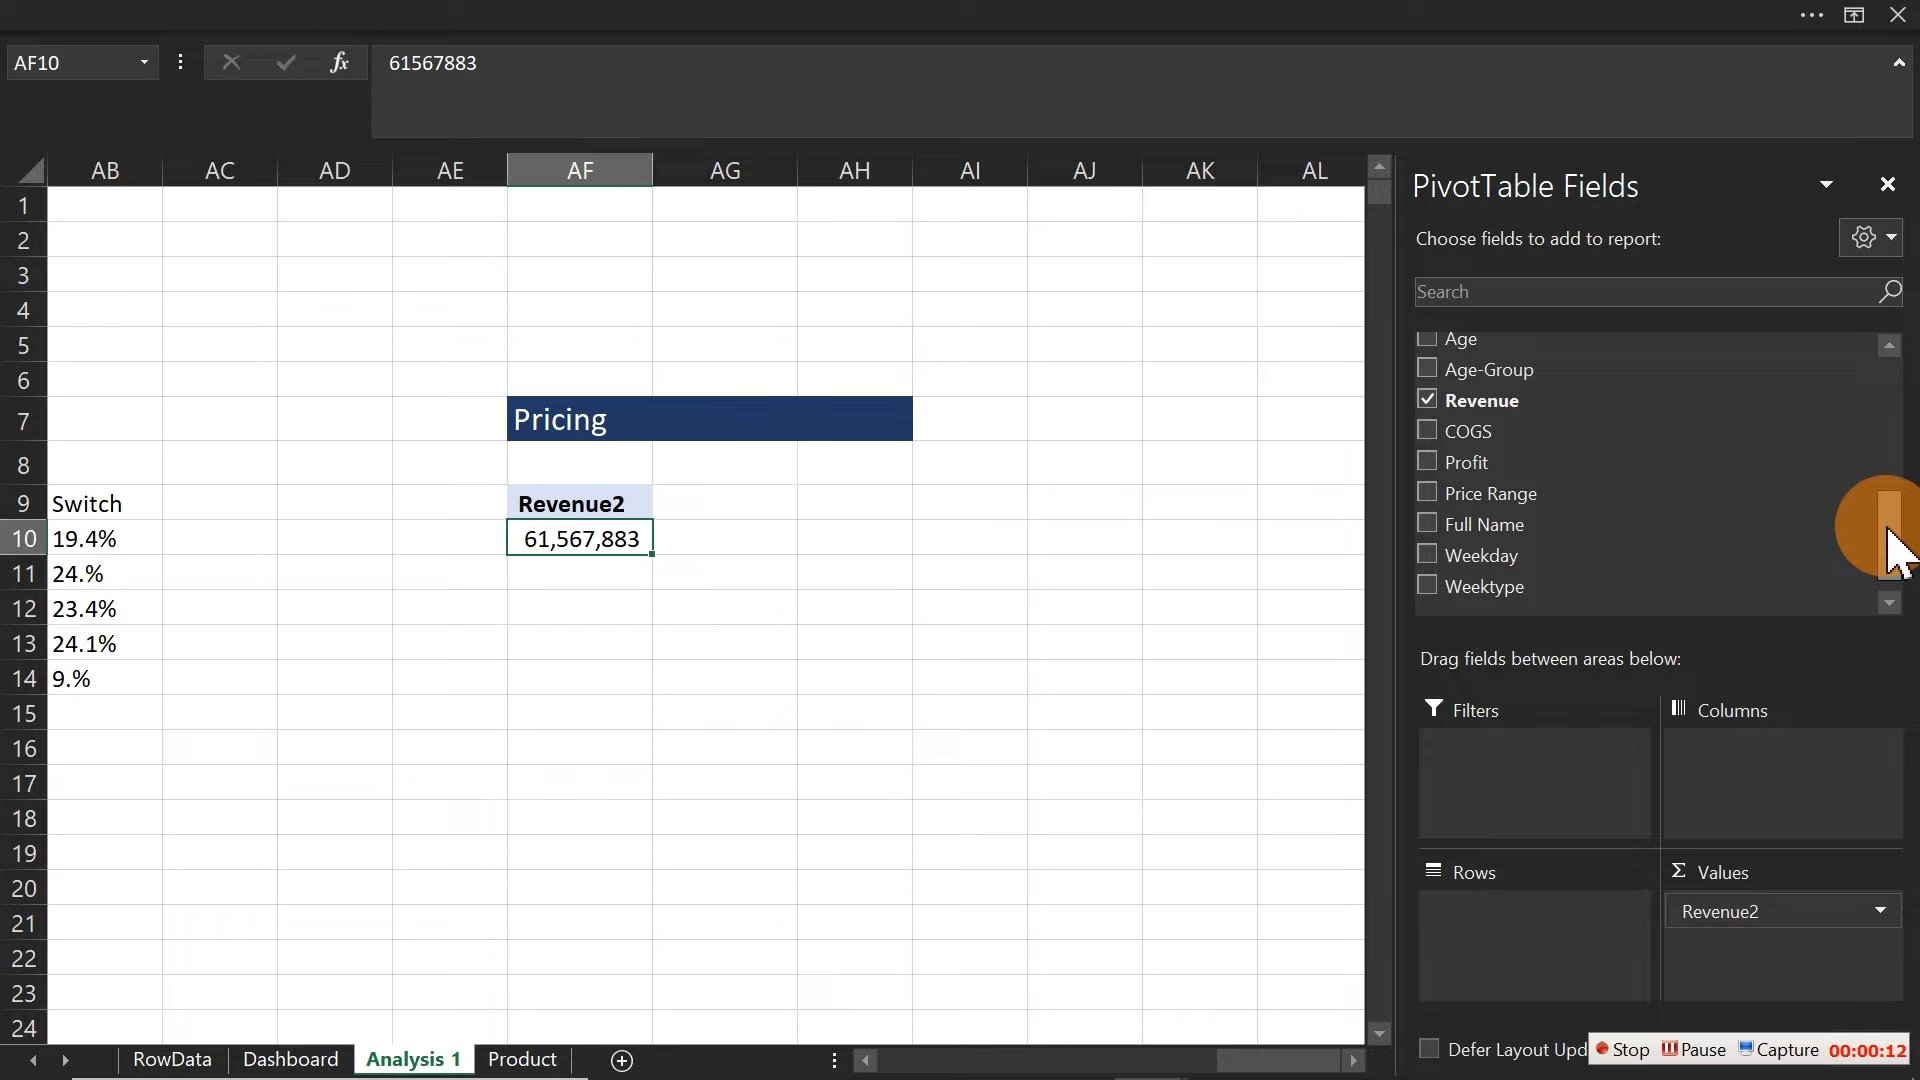 AF10
fx
61567883
AB AC AD AE AF AG AH AI AJ AK AL
1
2
3
4
5
6
7 Pricing
8
9 Switch Revenue2
10 19.4% 61,567,883
11 24.%
12 23.4%
13 24.1%
14 9.%
15
16
17
18
19
20
21
22
23
24
RowData Dashboard Analysis 1 Product
PivotTable Fields
Choose fields to add to report:
Search
Age
Age-Group
Revenue
COGS
Profit
Price Range
Full Name
Weekday
Weektype
Drag fields between areas below:
Filters Columns
Rows Σ Values
Revenue2
Defer Layout Upd
Stop Pause Capture 00:00:12